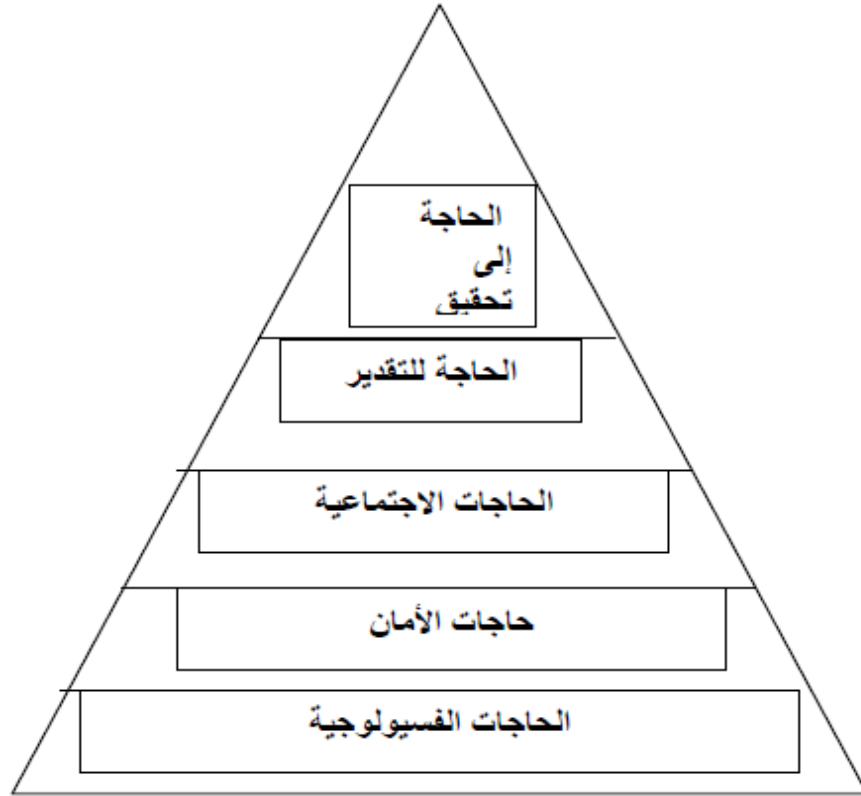 الحاجة
إلى
تحقيق
الحاجة للتقدير
الحاجات الاجتماعية
حاجات الأمان
الحاجات الفسيولوجية